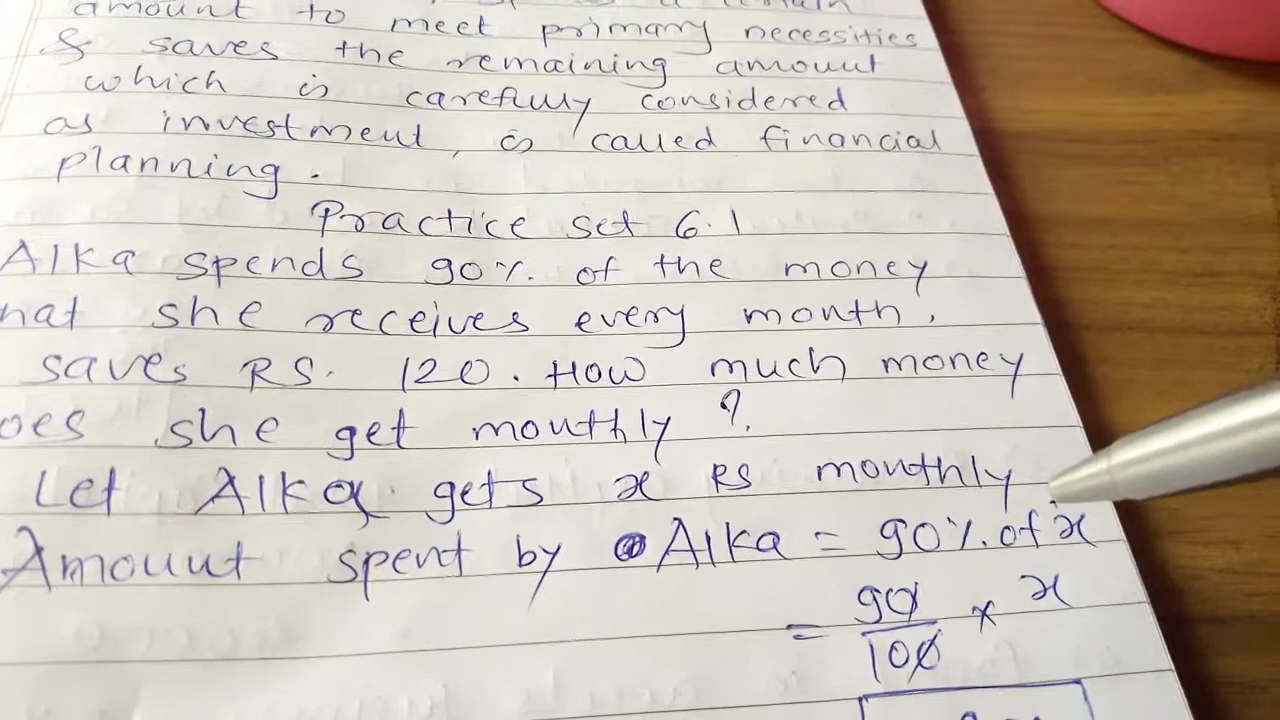 amount to meet primary necessities
& saves the remaining amount
which is carefully considered
as investment, is called financial
planning.
Practice set 6.1
Alka spends 90% of the money
hat she receives every month,
saves RS. 120. How much money
oes she get monthly ?
Let Alka gets x RS monthly
Amount spent by Alka = 90% of x
= 90/100 × x